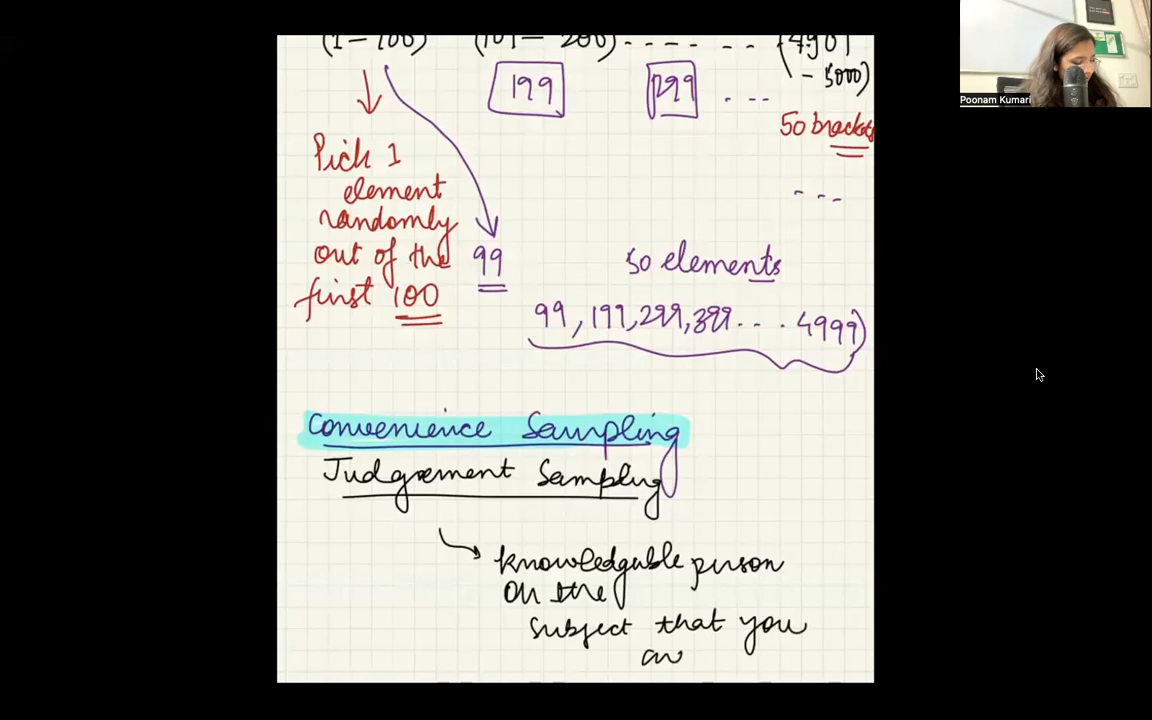 (1 - 100) (101 - 200) - - - - - - - (4901
- 5000)
199 299 - - --
50 brackets
- - -
Pick 1
element
randomly
out of the 99
first 100
50 elements
99, 199, 299, 399 . . . . 4999)
Convenience Sampling
Judgement Sampling
knowledgable person
on the
subject that you
are
Poonam Kumari